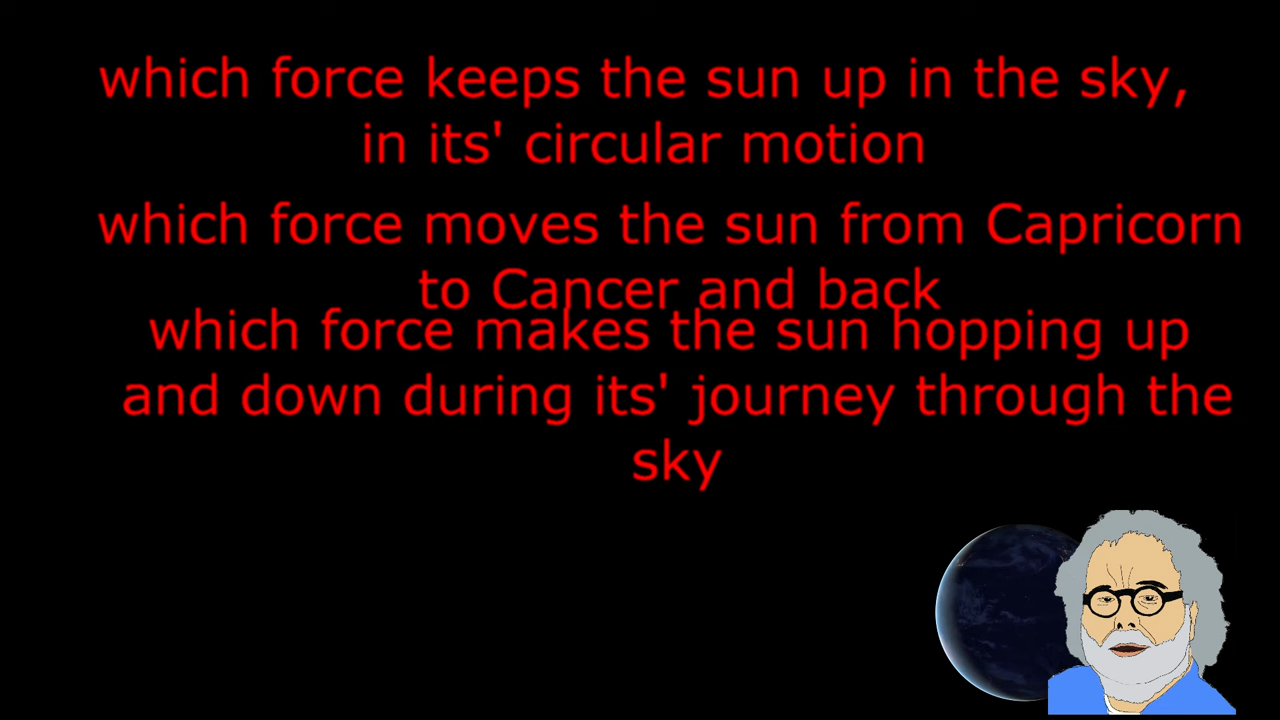 which force keeps the sun up in the sky,
in its' circular motion
which force moves the sun from Capricorn
to Cancer and back
which force makes the sun hopping up
and down during its' journey through the
sky